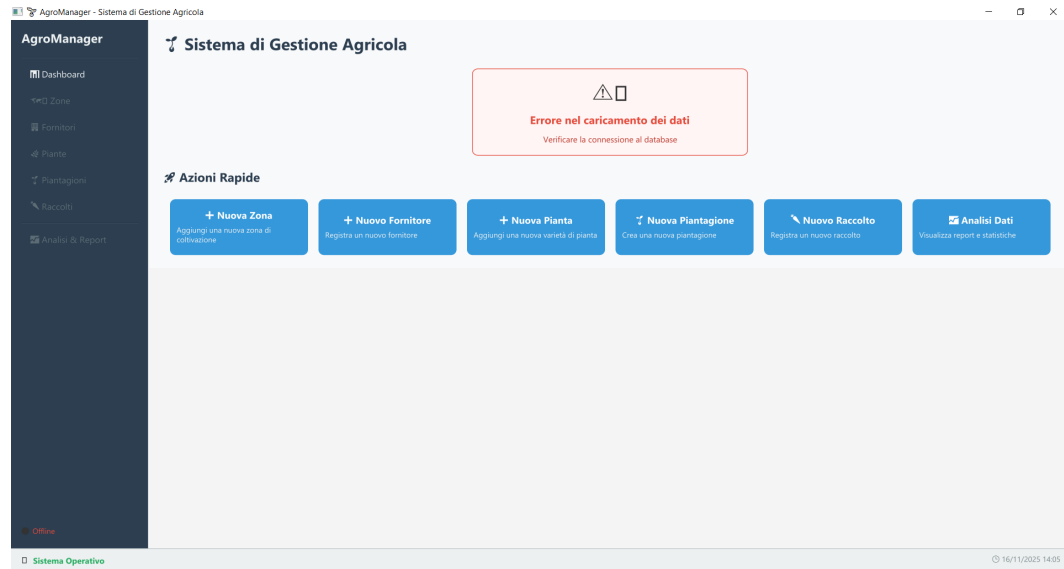 AgroManager - Sistema di Gestione Agricola
AgroManager
Dashboard
Zone
Fornitori
Piante
Piantagioni
Raccolti
Analisi & Report
Offline
Sistema di Gestione Agricola
Errore nel caricamento dei dati
Verificare la connessione al database
Azioni Rapide
+ Nuova Zona
Aggiungi una nuova zona di
coltivazione
+ Nuovo Fornitore
Registra un nuovo fornitore
+ Nuova Pianta
Aggiungi una nuova varietà di pianta
Nuova Piantagione
Crea una nuova piantagione
Nuovo Raccolto
Registra un nuovo raccolto
Analisi Dati
Visualizza report e statistiche
Sistema Operativo
16/11/2025 14:05